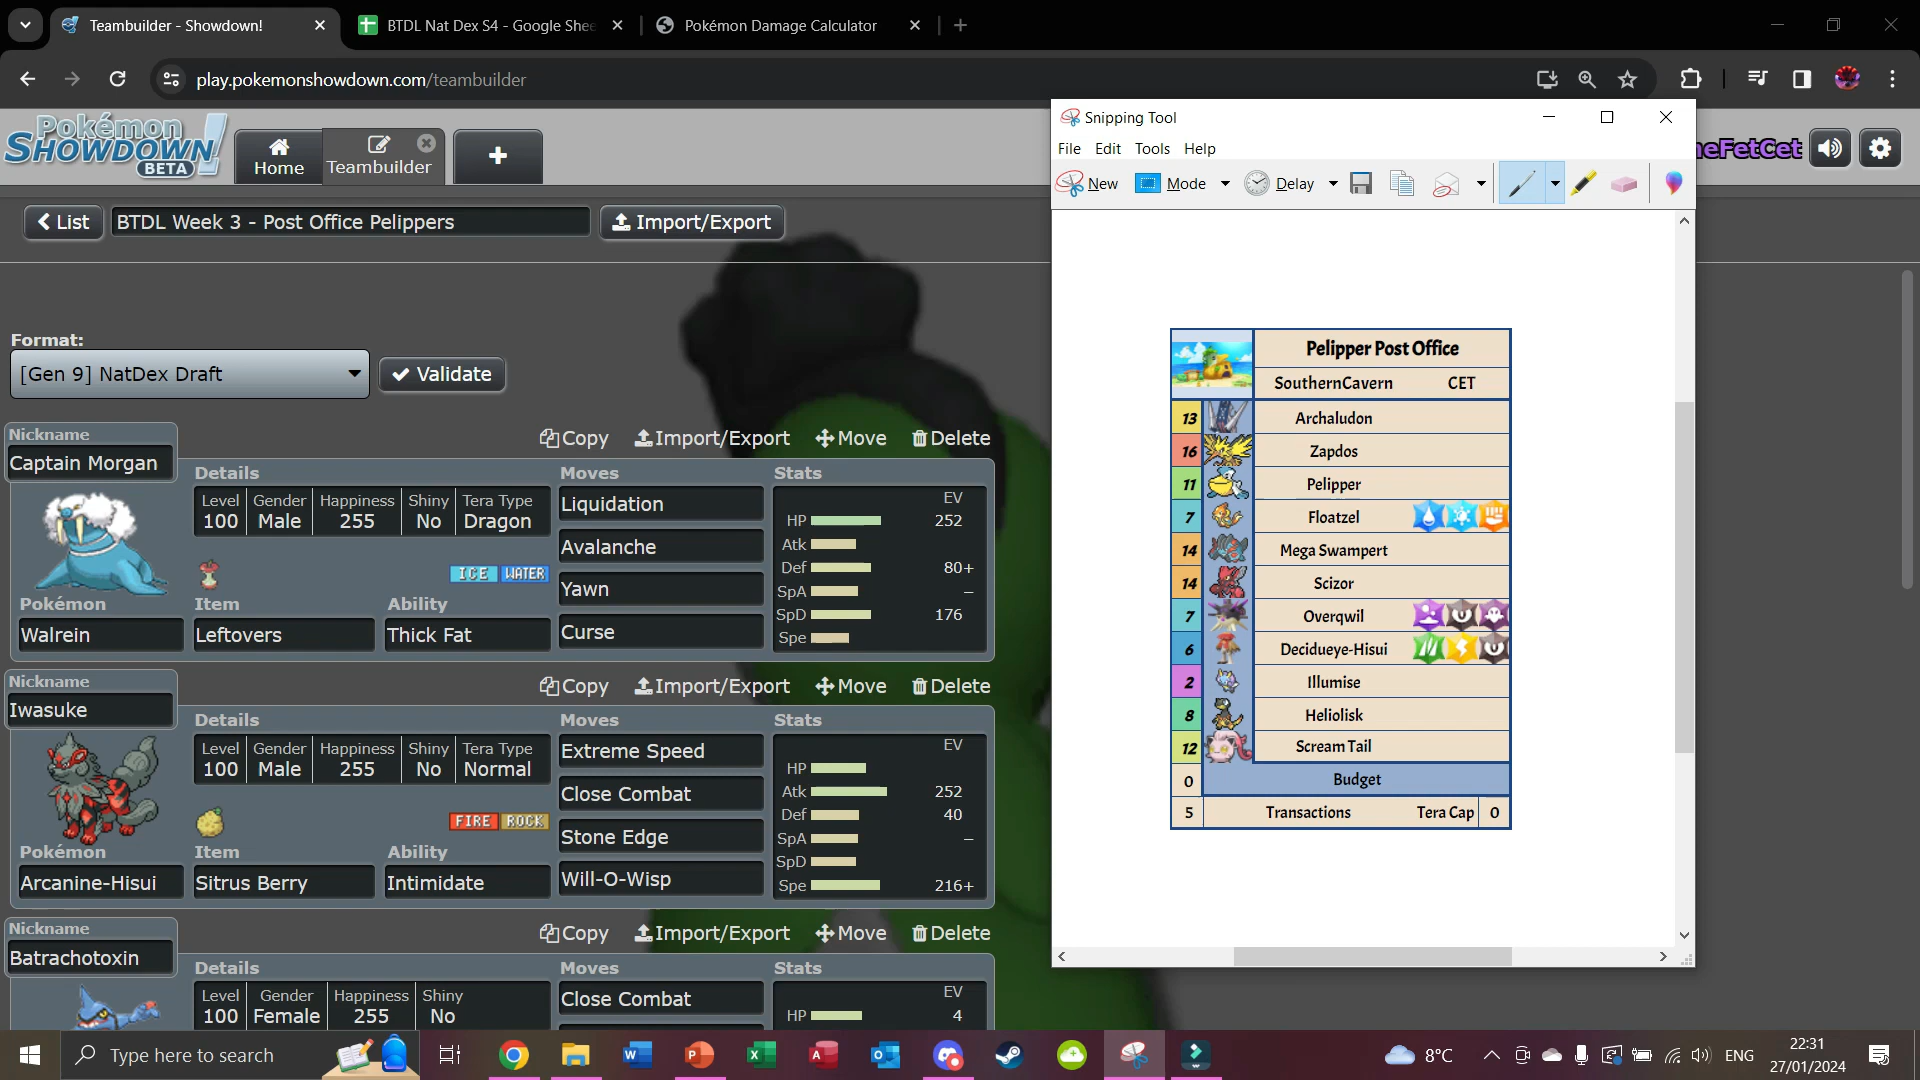 Teambuilder - Showdown!
BTDL Nat Dex S4 - Google Shee
Pokémon Damage Calculator
play.pokemonshowdown.com/teambuilder
Pokémon
SHOWDOWN!
BETA
Home
Teambuilder
neFetCet
List
BTDL Week 3 - Post Office Pelippers
Import/Export
Format:
[Gen 9] NatDex Draft
Validate
Nickname
Captain Morgan
Copy
Import/Export
Move
Delete
Details
Moves
Stats
Level
100
Gender
Male
Happiness
255
Shiny
No
Tera Type
Dragon
ICE
WATER
Pokémon
Walrein
Item
Leftovers
Ability
Thick Fat
Liquidation
Avalanche
Yawn
Curse
EV
HP 252
Atk
Def 80+
SpA –
SpD 176
Spe
Nickname
Iwasuke
Copy
Import/Export
Move
Delete
Details
Moves
Stats
Level
100
Gender
Male
Happiness
255
Shiny
No
Tera Type
Normal
FIRE
ROCK
Pokémon
Arcanine-Hisui
Item
Sitrus Berry
Ability
Intimidate
Extreme Speed
Close Combat
Stone Edge
Will-O-Wisp
EV
HP
Atk 252
Def 40
SpA –
SpD
Spe 216+
Nickname
Batrachotoxin
Copy
Import/Export
Move
Delete
Details
Moves
Stats
Level
100
Gender
Female
Happiness
255
Shiny
No
Close Combat
EV
HP 4
Snipping Tool
File Edit Tools Help
New
Mode
Delay
Pelipper Post Office
SouthernCavern CET
13 Archaludon
16 Zapdos
11 Pelipper
7 Floatzel
14 Mega Swampert
14 Scizor
7 Overqwil
6 Decidueye-Hisui
2 Illumise
8 Heliolisk
12 Scream Tail
0 Budget
5 Transactions Tera Cap 0
Type here to search
8°C
ENG
22:31
27/01/2024